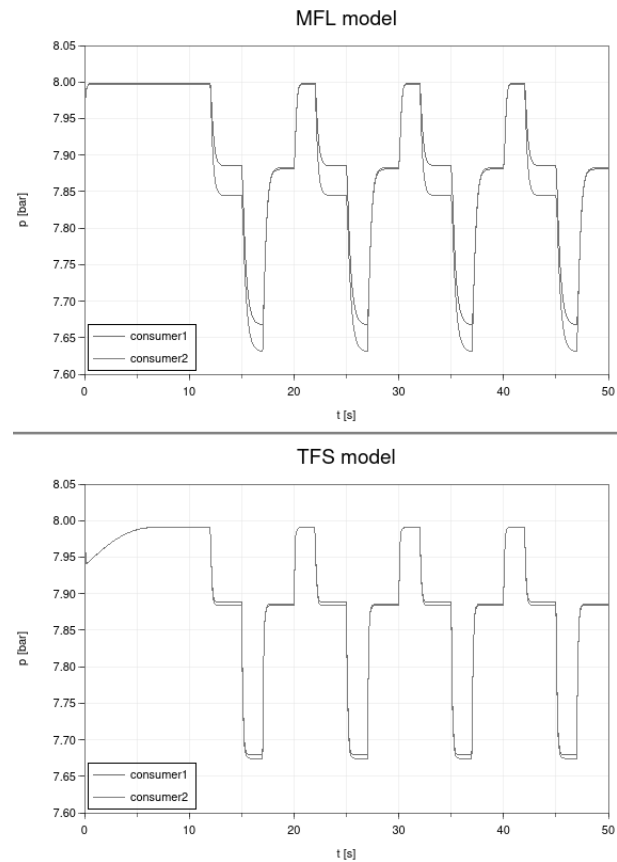 MFL model
8.05
8.00
7.95
7.90
7.85
7.80
7.75
7.70
7.65
7.60
p [bar]
consumer1
consumer2
0 10 20 30 40 50
t [s]
TFS model
8.05
8.00
7.95
7.90
7.85
7.80
7.75
7.70
7.65
7.60
p [bar]
consumer1
consumer2
0 10 20 30 40 50
t [s]